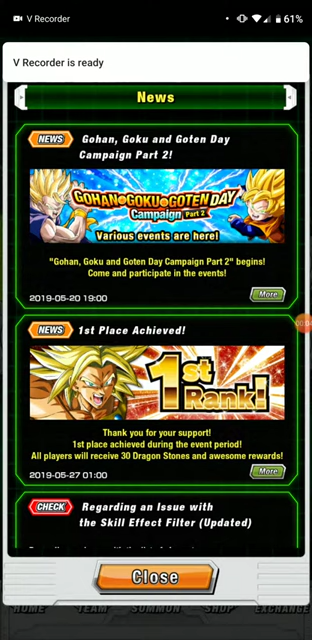 V Recorder
61%
V Recorder is ready
News
NEWS Gohan, Goku and Goten Day
Campaign Part 2!
GOHAN•GOKU•GOTEN DAY
Campaign Part 2
Various events are here!
"Gohan, Goku and Goten Day Campaign Part 2" begins!
Come and participate in the events!
2019-05-20 19:00
More
NEWS 1st Place Achieved!
1st
Rank!
Thank you for your support!
1st place achieved during the event period!
All players will receive 30 Dragon Stones and awesome rewards!
2019-05-27 01:00
More
CHECK Regarding an Issue with
the Skill Effect Filter (Updated)
Close
HOME TEAM SUMMON SHOP EXCHANGE